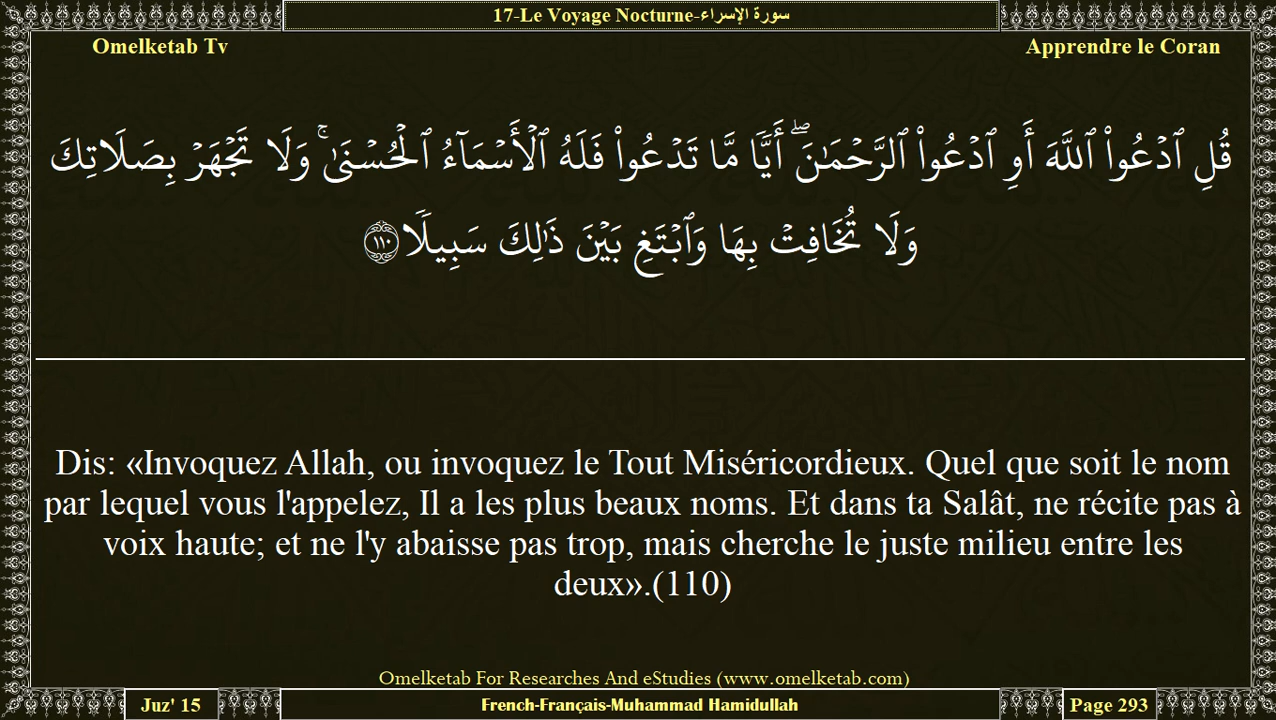 17-Le Voyage Nocturne-سورة الإسراء
Omelketab Tv
Apprendre le Coran
قُلِ ٱدْعُوا۟ ٱللَّهَ أَوِ ٱدْعُوا۟ ٱلرَّحْمَـٰنَ ۖ أَيًّۭا مَّا تَدْعُوا۟ فَلَهُ ٱلْأَسْمَآءُ ٱلْحُسْنَىٰ ۚ وَلَا تَجْهَرْ بِصَلَاتِكَ
وَلَا تُخَافِتْ بِهَا وَٱبْتَغِ بَيْنَ ذَٰلِكَ سَبِيلًۭا ﴿١١٠﴾
Dis: «Invoquez Allah, ou invoquez le Tout Miséricordieux. Quel que soit le nom
par lequel vous l'appelez, Il a les plus beaux noms. Et dans ta Salât, ne récite pas à
voix haute; et ne l'y abaisse pas trop, mais cherche le juste milieu entre les
deux».(110)
Omelketab For Researches And eStudies (www.omelketab.com)
Juz' 15
French-Français-Muhammad Hamidullah
Page 293